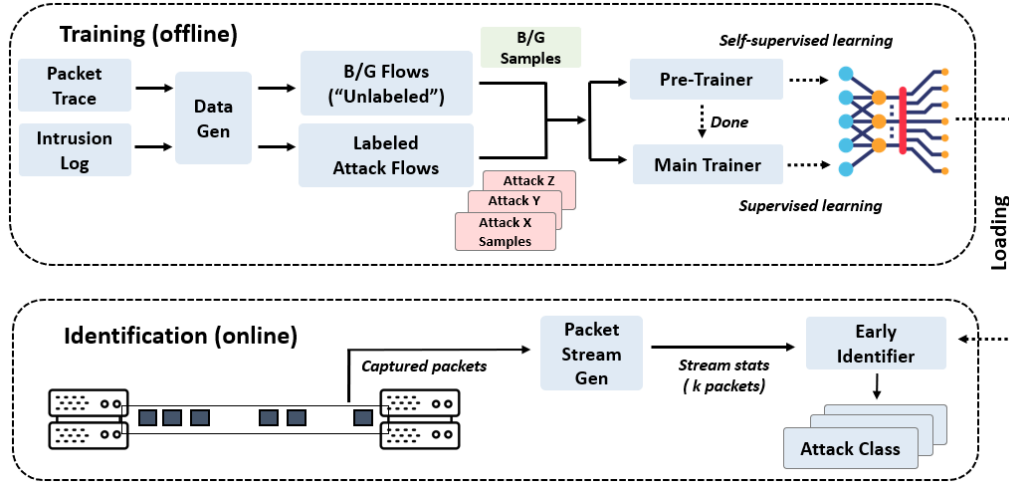 Training (offline)
Packet
Trace
Intrusion
Log
Data
Gen
B/G Flows
("Unlabeled")
Labeled
Attack Flows
B/G
Samples
Attack Z
Attack Y
Attack X
Samples
Pre-Trainer
Done
Main Trainer
Self-supervised learning
Supervised learning
Loading
Identification (online)
Captured packets
Packet
Stream
Gen
Stream stats
( k packets)
Early
Identifier
Attack Class